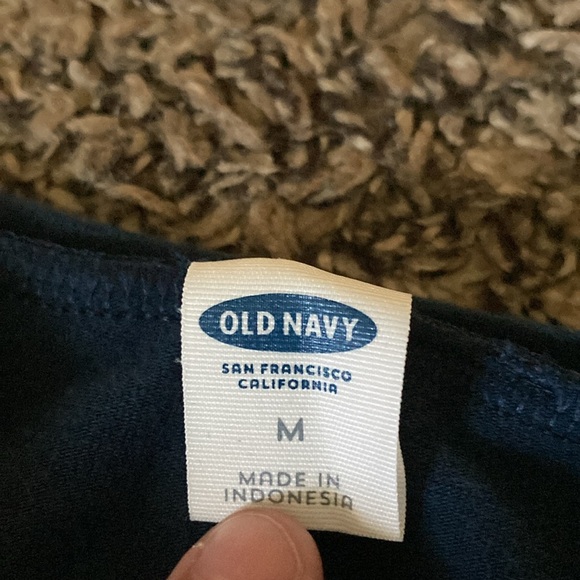 OLD NAVY
SAN FRANCISCO
CALIFORNIA
M
MADE IN
INDONESIA